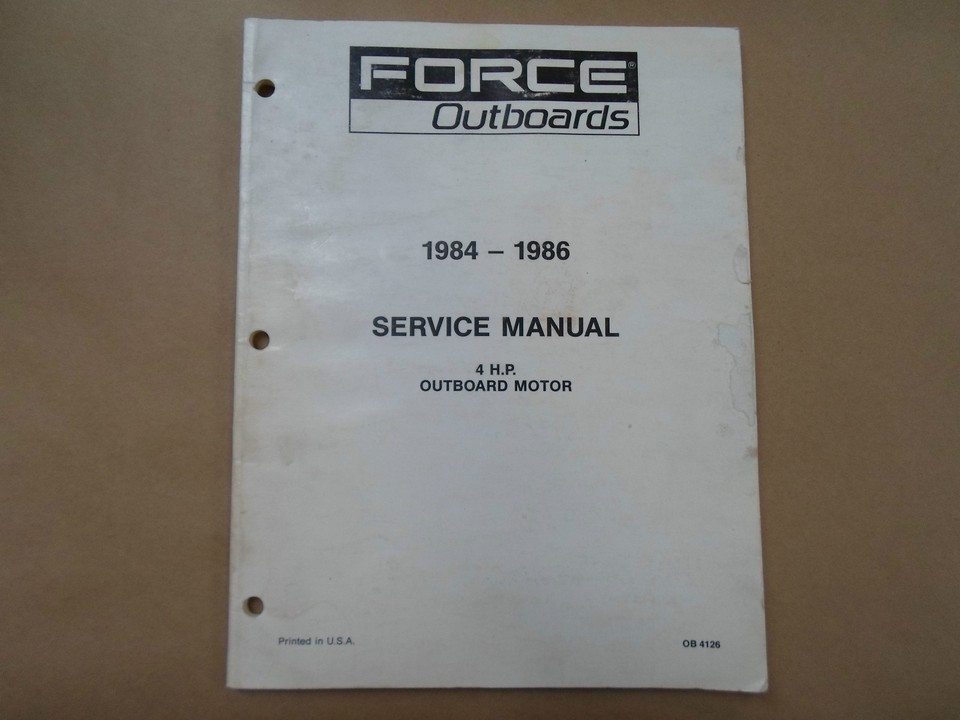 FORCE®
Outboards
1984 – 1986
SERVICE MANUAL
4 H.P.
OUTBOARD MOTOR
Printed in U.S.A.
OB 4126